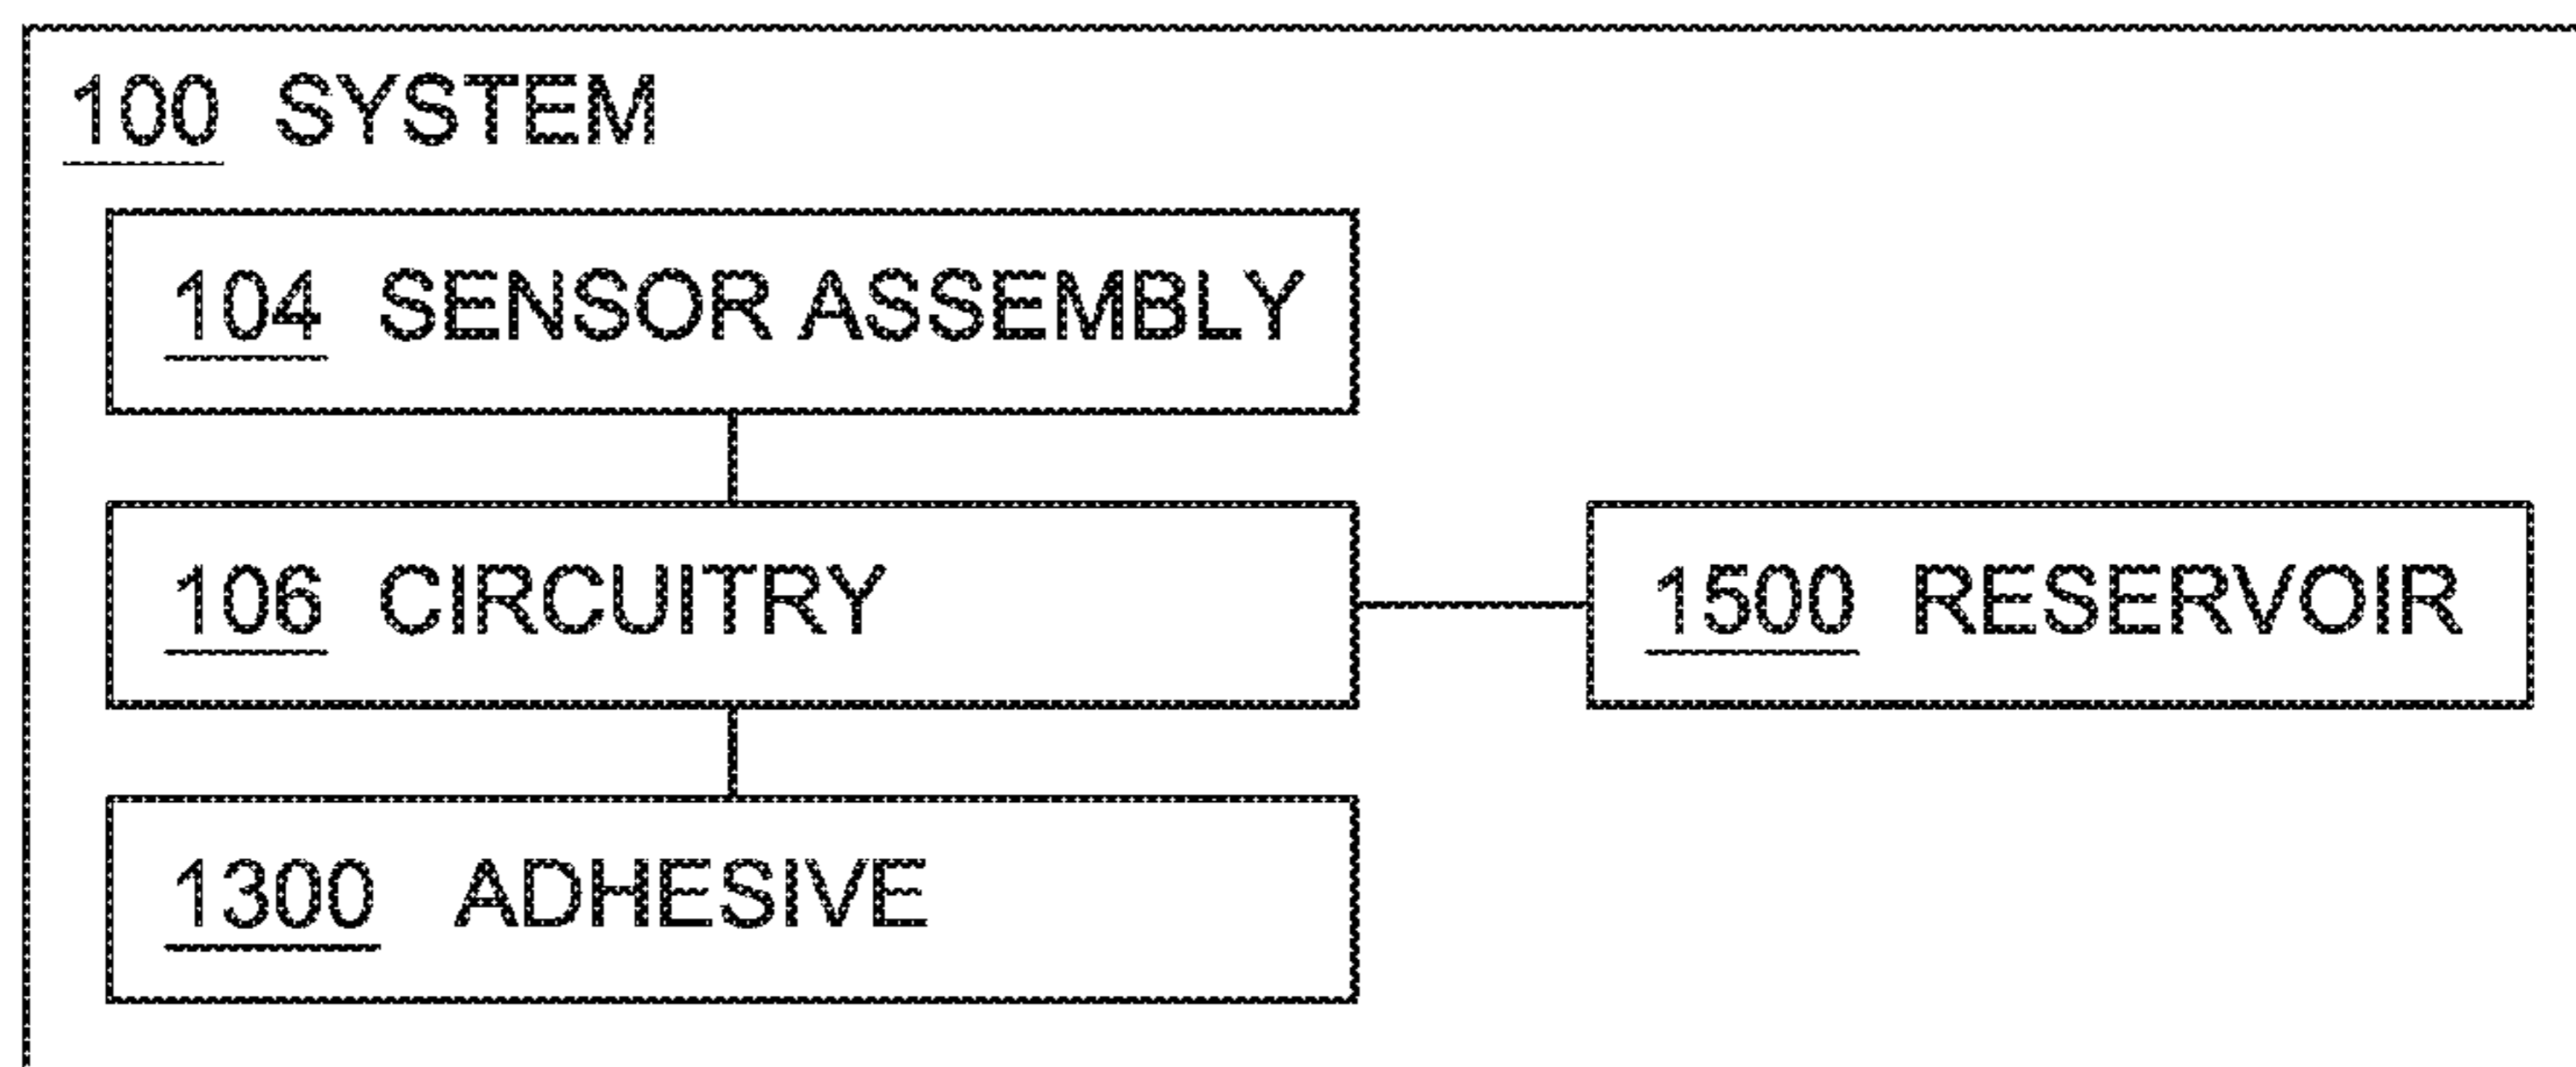 100 SYSTEM
104 SENSOR ASSEMBLY
106 CIRCUITRY
1500 RESERVOIR
1300 ADHESIVE